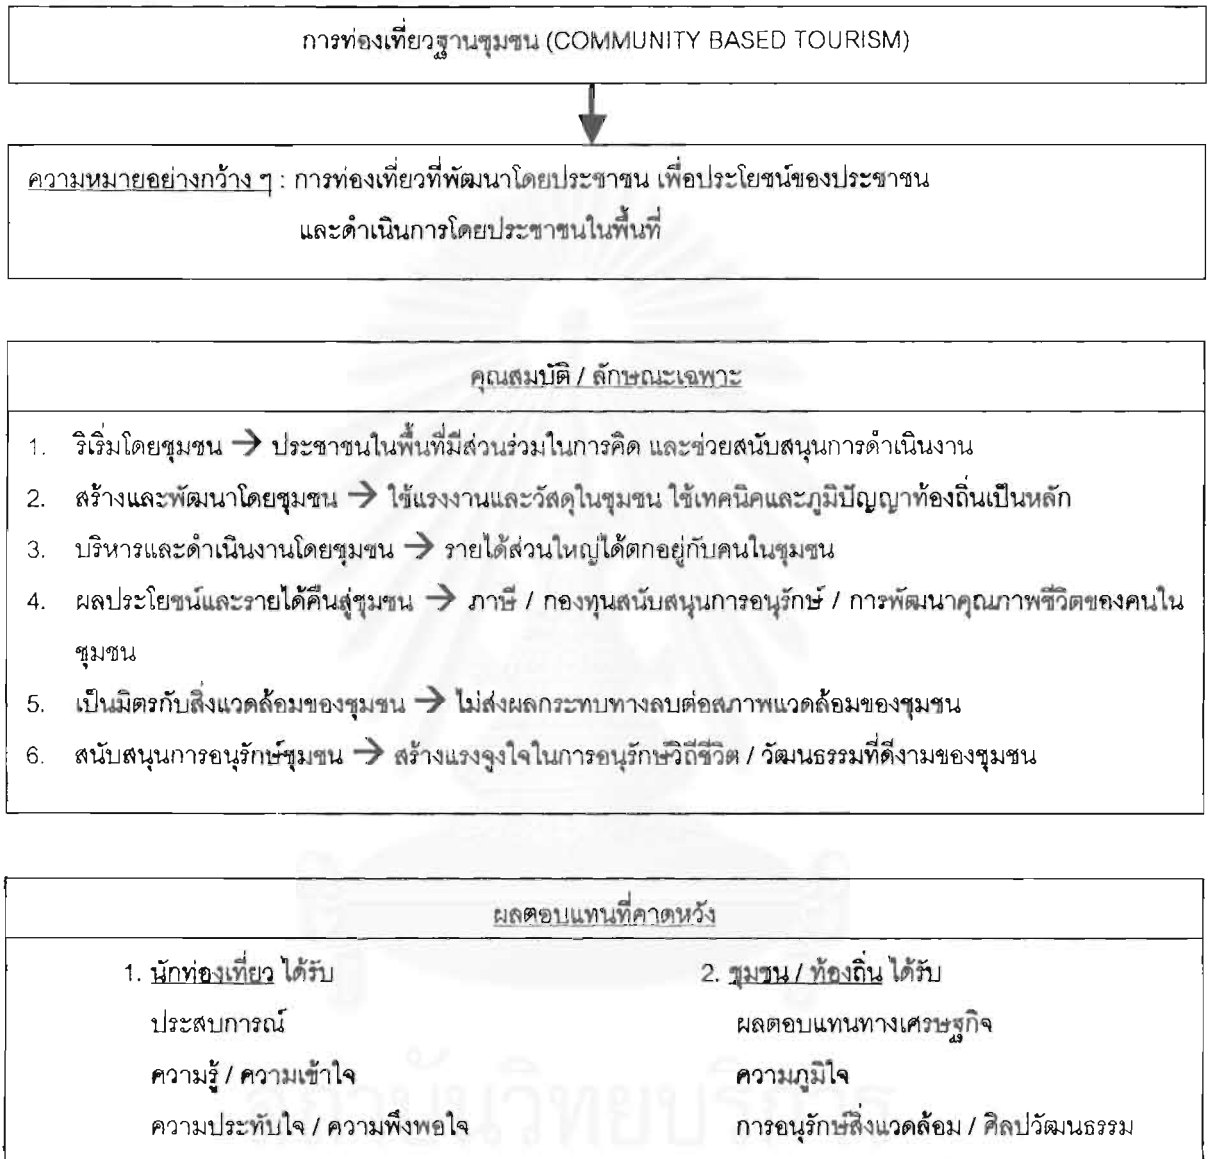 การท่องเที่ยวฐานชุมชน (COMMUNITY BASED TOURISM)
ความหมายอย่างกว้าง ๆ : การท่องเที่ยวที่พัฒนาโดยประชาชน เพื่อประโยชน์ของประชาชน
และดำเนินการโดยประชาชนในพื้นที่
คุณสมบัติ / ลักษณะเฉพาะ
1. ริเริ่มโดยชุมชน → ประชาชนในพื้นที่มีส่วนร่วมในการคิด และช่วยสนับสนุนการดำเนินงาน
2. สร้างและพัฒนาโดยชุมชน → ใช้แรงงานและวัสดุในชุมชน ใช้เทคนิคและภูมิปัญญาท้องถิ่นเป็นหลัก
3. บริหารและดำเนินงานโดยชุมชน → รายได้ส่วนใหญ่ได้ตกอยู่กับคนในชุมชน
4. ผลประโยชน์และรายได้คืนสู่ชุมชน → ภาษี / กองทุนสนับสนุนการอนุรักษ์ / การพัฒนาคุณภาพชีวิตของคนใน
ชุมชน
5. เป็นมิตรกับสิ่งแวดล้อมของชุมชน → ไม่ส่งผลกระทบทางลบต่อสภาพแวดล้อมของชุมชน
6. สนับสนุนการอนุรักษ์ชุมชน → สร้างแรงจูงใจในการอนุรักษ์วิถีชีวิต / วัฒนธรรมที่ดีงามของชุมชน
ผลตอบแทนที่คาดหวัง
1. นักท่องเที่ยว ได้รับ
ประสบการณ์
ความรู้ / ความเข้าใจ
ความประทับใจ / ความพึงพอใจ
2. ชุมชน / ท้องถิ่น ได้รับ
ผลตอบแทนทางเศรษฐกิจ
ความภูมิใจ
การอนุรักษ์สิ่งแวดล้อม / ศิลปวัฒนธรรม
สถาบันวิทยบริการ